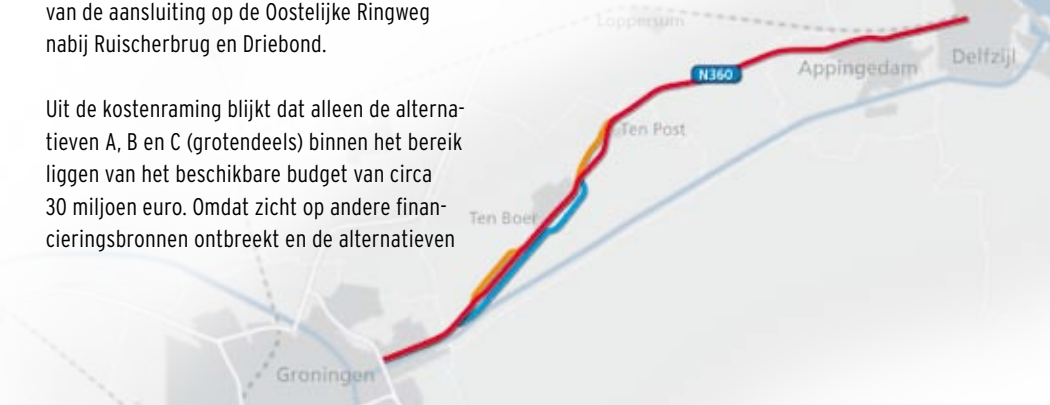 van de aansluiting op de Oostelijke Ringweg
nabij Ruischerbrug en Driebond.
Uit de kostenraming blijkt dat alleen de alterna-
tieven A, B en C (grotendeels) binnen het bereik
liggen van het beschikbare budget van circa
30 miljoen euro. Omdat zicht op andere finan-
cieringsbronnen ontbreekt en de alternatieven
Loppersum
Delfzijl
Appingedam
N360
Ten Post
Ten Boer
Groningen